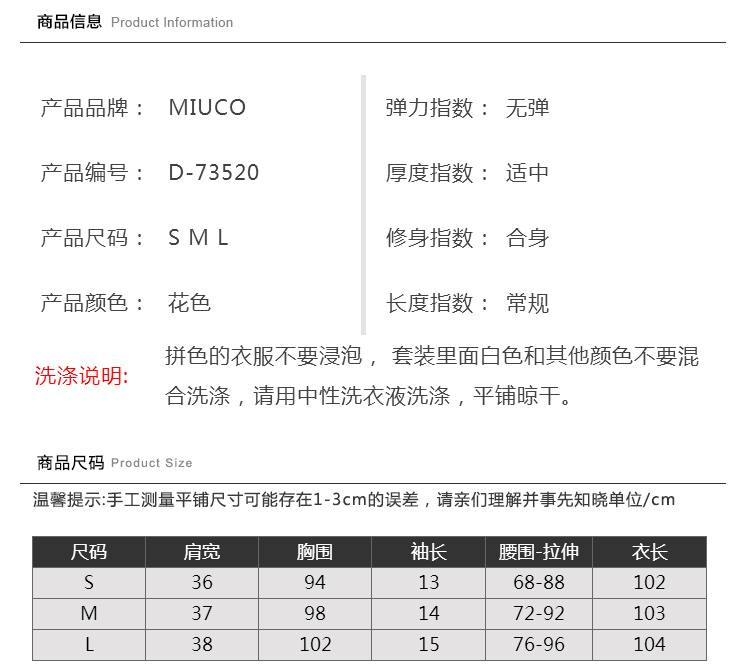 商品信息 Product Information
产品品牌： MIUCO 弹力指数： 无弹
产品编号： D-73520 厚度指数： 适中
产品尺码： S M L 修身指数： 合身
产品颜色： 花色 长度指数： 常规
洗涤说明: 拼色的衣服不要浸泡， 套装里面白色和其他颜色不要混
合洗涤，请用中性洗衣液洗涤，平铺晾干。
商品尺码 Product Size
温馨提示:手工测量平铺尺寸可能存在1-3cm的误差，请亲们理解并事先知晓单位/cm
尺码 肩宽 胸围 袖长 腰围-拉伸 衣长
S 36 94 13 68-88 102
M 37 98 14 72-92 103
L 38 102 15 76-96 104